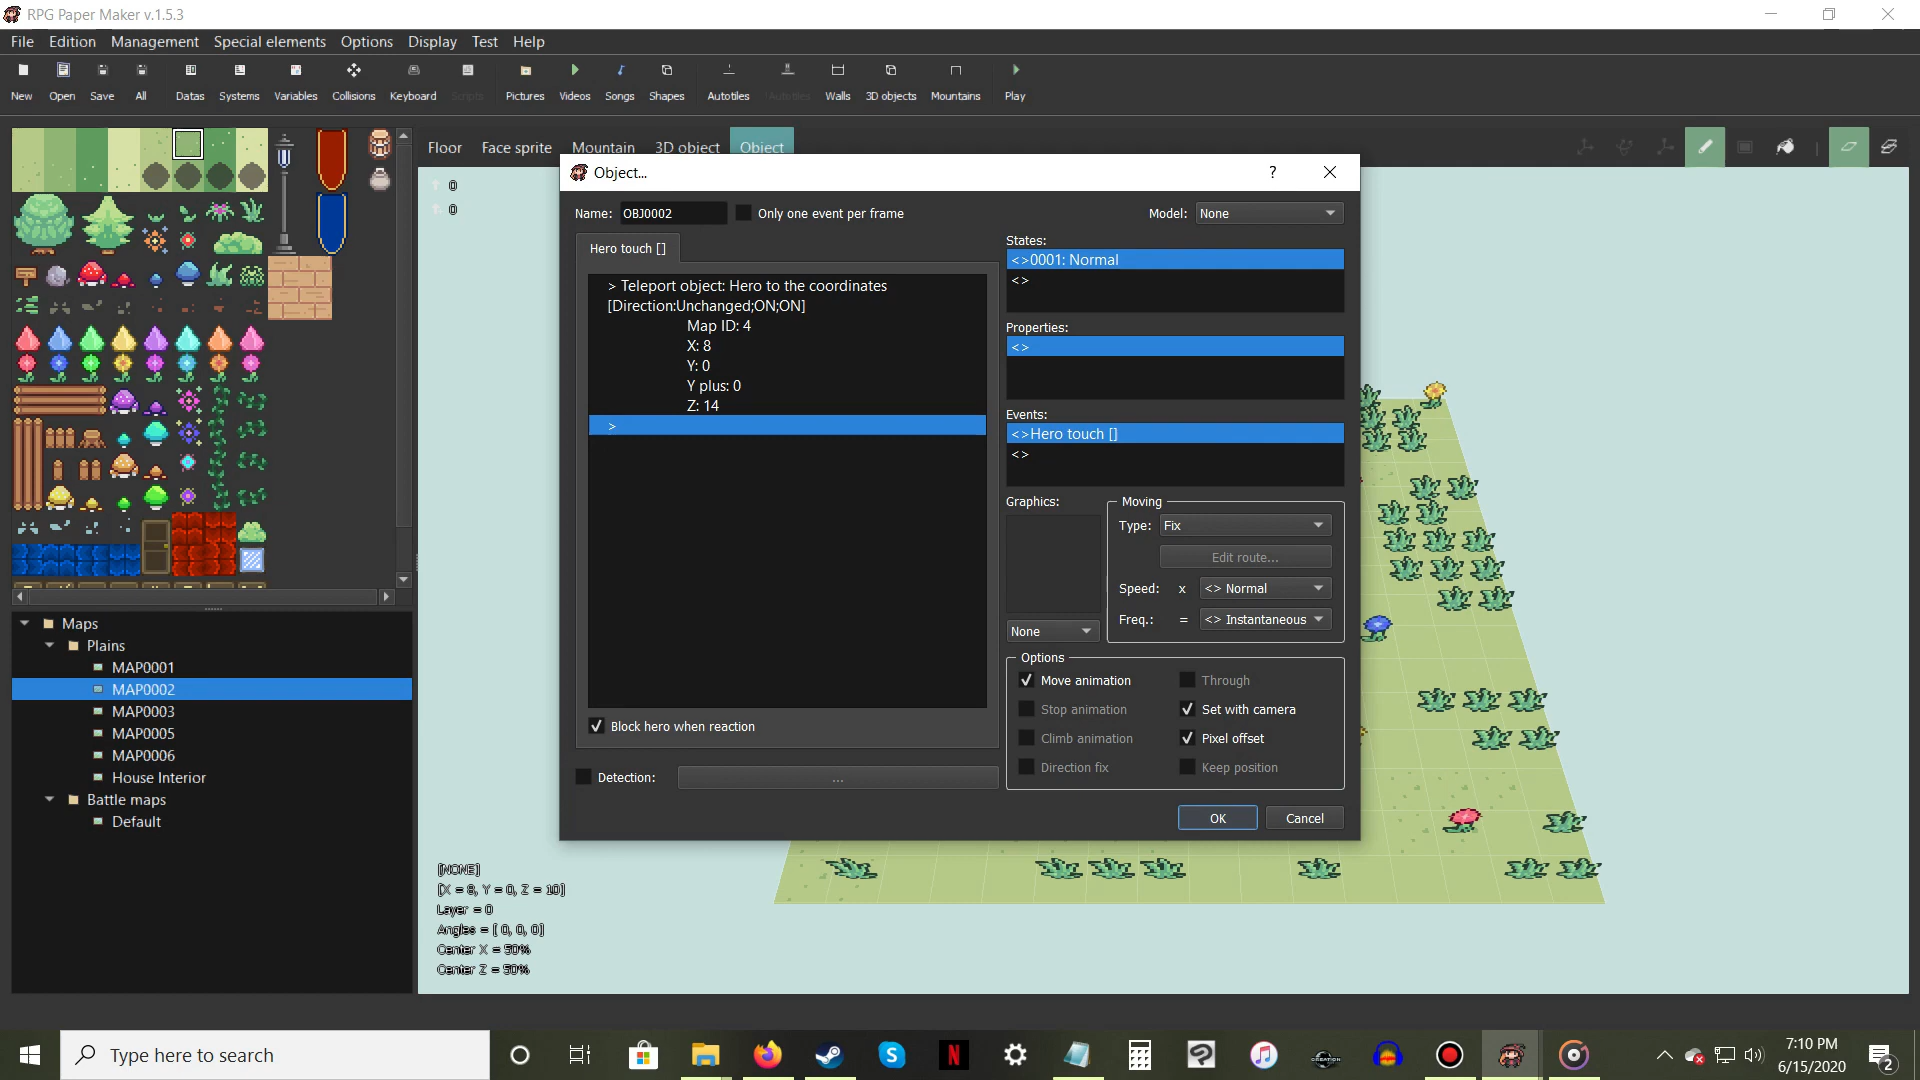 RPG Paper Maker v.1.5.3
File Edition Management Special elements Options Display Test Help
New Open Save All Datas Systems Variables Collisions Keyboard Scripts Pictures Videos Songs Shapes Autotiles Autotiles Walls 3D objects Mountains Play
Floor Face sprite Mountain 3D object Object
0
0
Object...
?
Name: OBJ0002 Only one event per frame Model: None
Hero touch []
> Teleport object: Hero to the coordinates
[Direction:Unchanged;ON;ON]
Map ID: 4
X: 8
Y: 0
Y plus: 0
Z: 14
>
Block hero when reaction
Detection: ...
States:
<>0001: Normal
<>
Properties:
<>
Events:
<>Hero touch []
<>
Graphics:
None
Moving
Type: Fix
Edit route...
Speed: x <> Normal
Freq.: = <> Instantaneous
Options
Move animation Through
Stop animation Set with camera
Climb animation Pixel offset
Direction fix Keep position
OK Cancel
Maps
Plains
MAP0001
MAP0002
MAP0003
MAP0005
MAP0006
House Interior
Battle maps
Default
[NONE]
[X = 8, Y = 0, Z = 10]
Layer = 0
Angles = [ 0, 0, 0]
Center X = 50%
Center Z = 50%
Type here to search
7:10 PM
6/15/2020
2